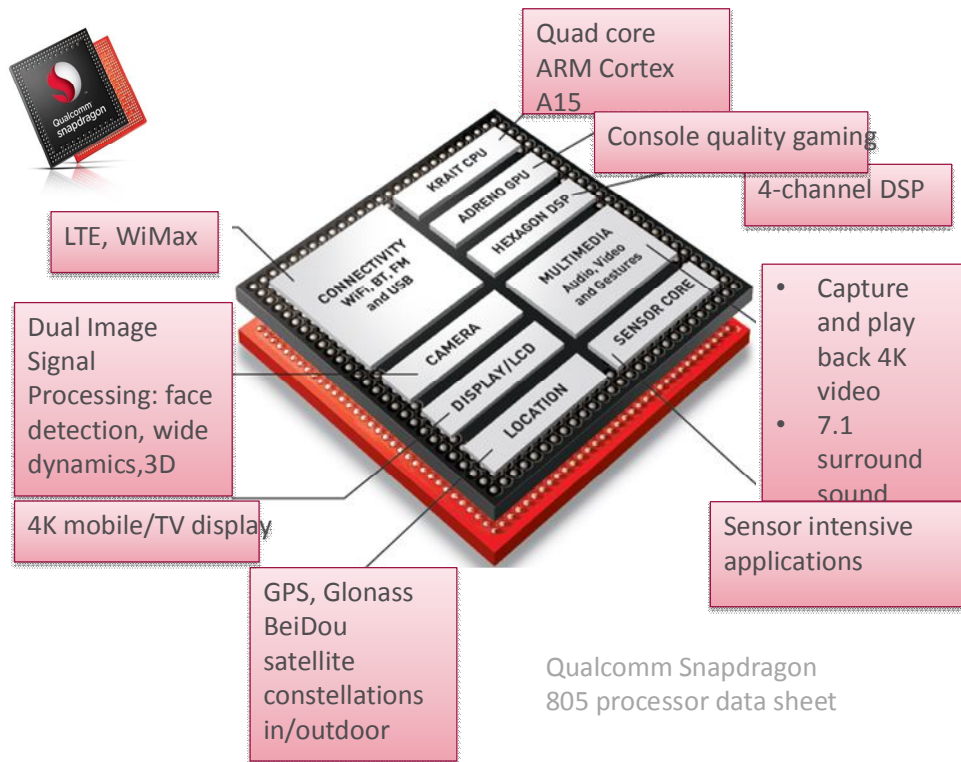 Qualcomm
snapdragon
Quad core
ARM Cortex
A15
Console quality gaming
4-channel DSP
LTE, WiMax
KRAIT CPU
ADRENO GPU
HEXAGON DSP
CONNECTIVITY
WiFi, BT, FM
and USB
MULTIMEDIA
Audio, Video
and Gestures
CAMERA
SENSOR CORE
DISPLAY/LCD
LOCATION
Dual Image
Signal
Processing: face
detection, wide
dynamics,3D
• Capture
and play
back 4K
video
• 7.1
surround
sound
4K mobile/TV display
Sensor intensive
applications
GPS, Glonass
BeiDou
satellite
constellations
in/outdoor
Qualcomm Snapdragon
805 processor data sheet